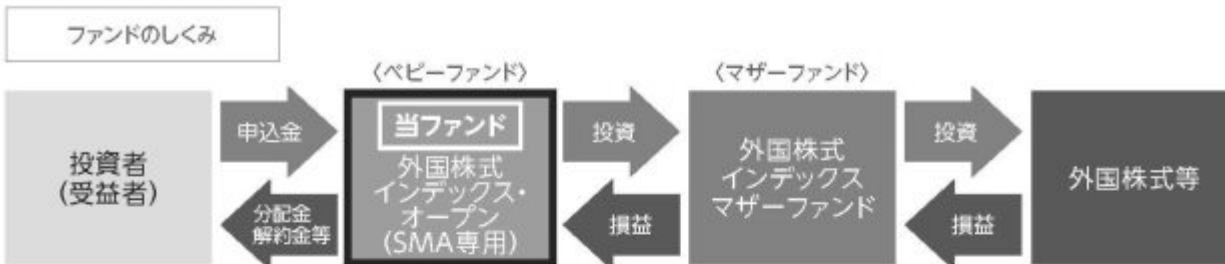 ファンドのしくみ
〈ベビーファンド〉
〈マザーファンド〉
投資者
(受益者)
申込金
分配金
解約金等
当ファンド
外国株式
インデックス・
オープン
(SMA専用)
投資
損益
外国株式
インデックス
マザーファンド
投資
損益
外国株式等